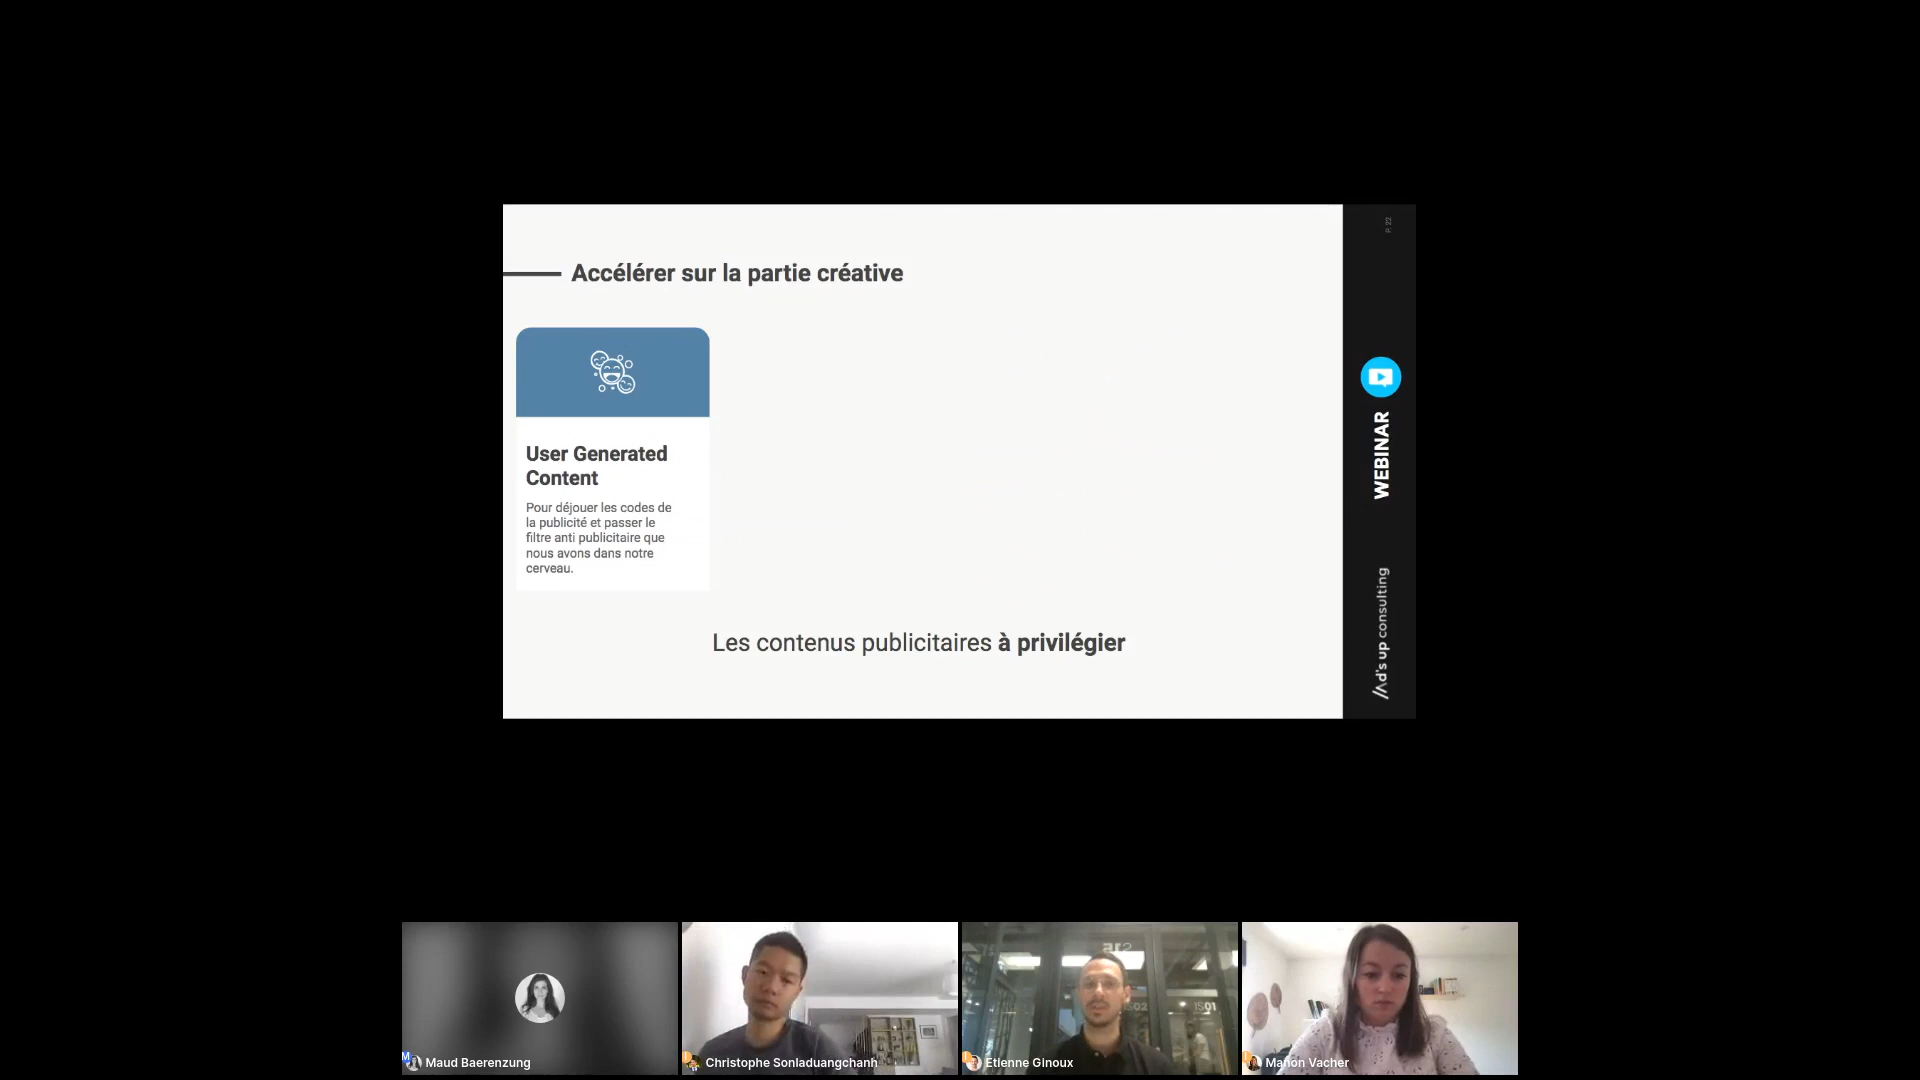 P. 22
Accélérer sur la partie créative
User Generated
Content
Pour déjouer les codes de
la publicité et passer le
filtre anti publicitaire que
nous avons dans notre
cerveau.
Les contenus publicitaires à privilégier
WEBINAR
//Ad's up consulting
Maud Baerenzung
Christophe Sonladuangchanh
Etienne Ginoux
Manon Vacher